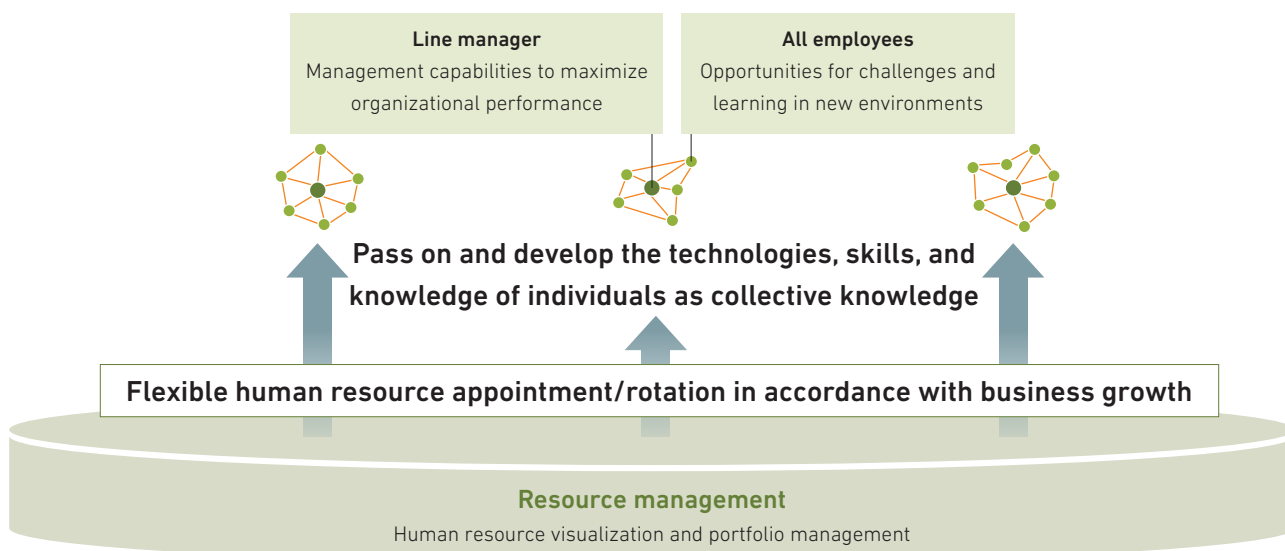 Line manager
Management capabilities to maximize
organizational performance
All employees
Opportunities for challenges and
learning in new environments
Pass on and develop the technologies, skills, and
knowledge of individuals as collective knowledge
Flexible human resource appointment/rotation in accordance with business growth
Resource management
Human resource visualization and portfolio management